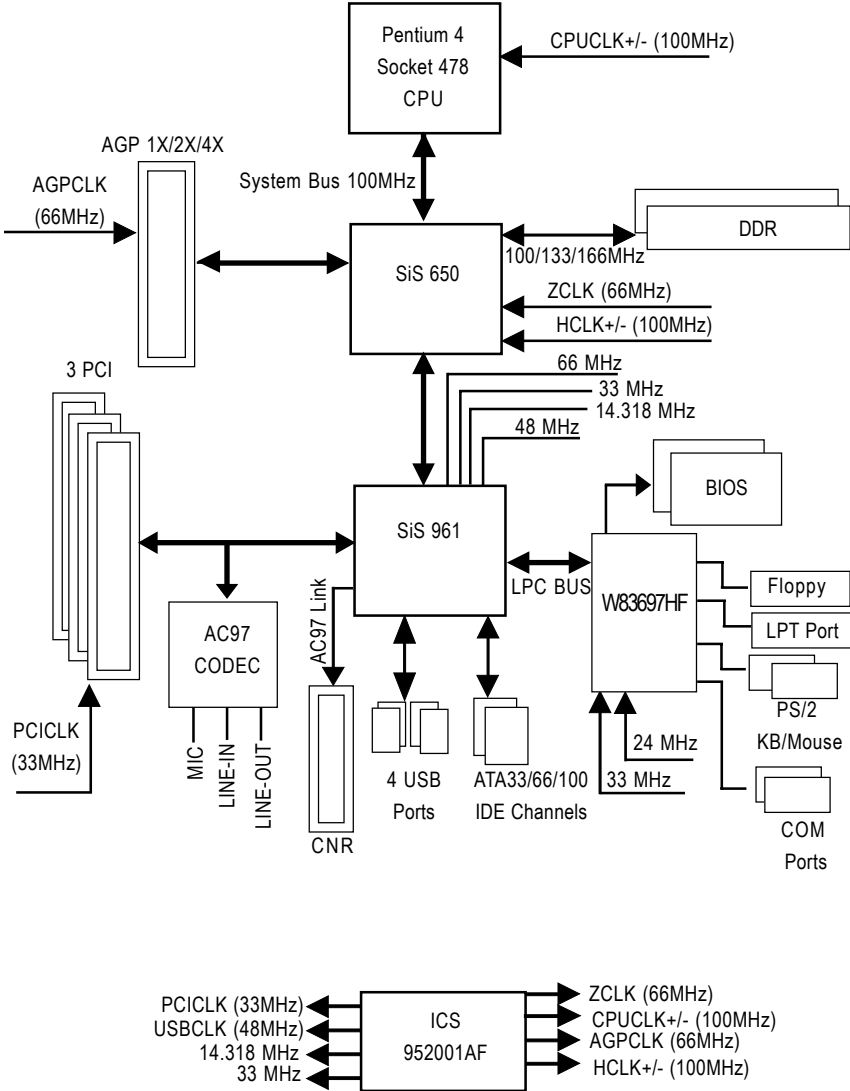 Pentium 4
Socket 478
CPU
CPUCLK+/- (100MHz)
AGP 1X/2X/4X
AGPCLK
(66MHz)
System Bus 100MHz
DDR
100/133/166MHz
SiS 650
ZCLK (66MHz)
HCLK+/- (100MHz)
3 PCI
66 MHz
33 MHz
14.318 MHz
48 MHz
BIOS
SiS 961
LPC BUS
W83697HF
Floppy
LPT Port
PS/2
KB/Mouse
AC97
CODEC
AC97 Link
PCICLK
(33MHz)
MIC
LINE-IN
LINE-OUT
CNR
4 USB
Ports
ATA33/66/100
IDE Channels
24 MHz
33 MHz
COM
Ports
PCICLK (33MHz)
USBCLK (48MHz)
14.318 MHz
33 MHz
ICS
952001AF
ZCLK (66MHz)
CPUCLK+/- (100MHz)
AGPCLK (66MHz)
HCLK+/- (100MHz)